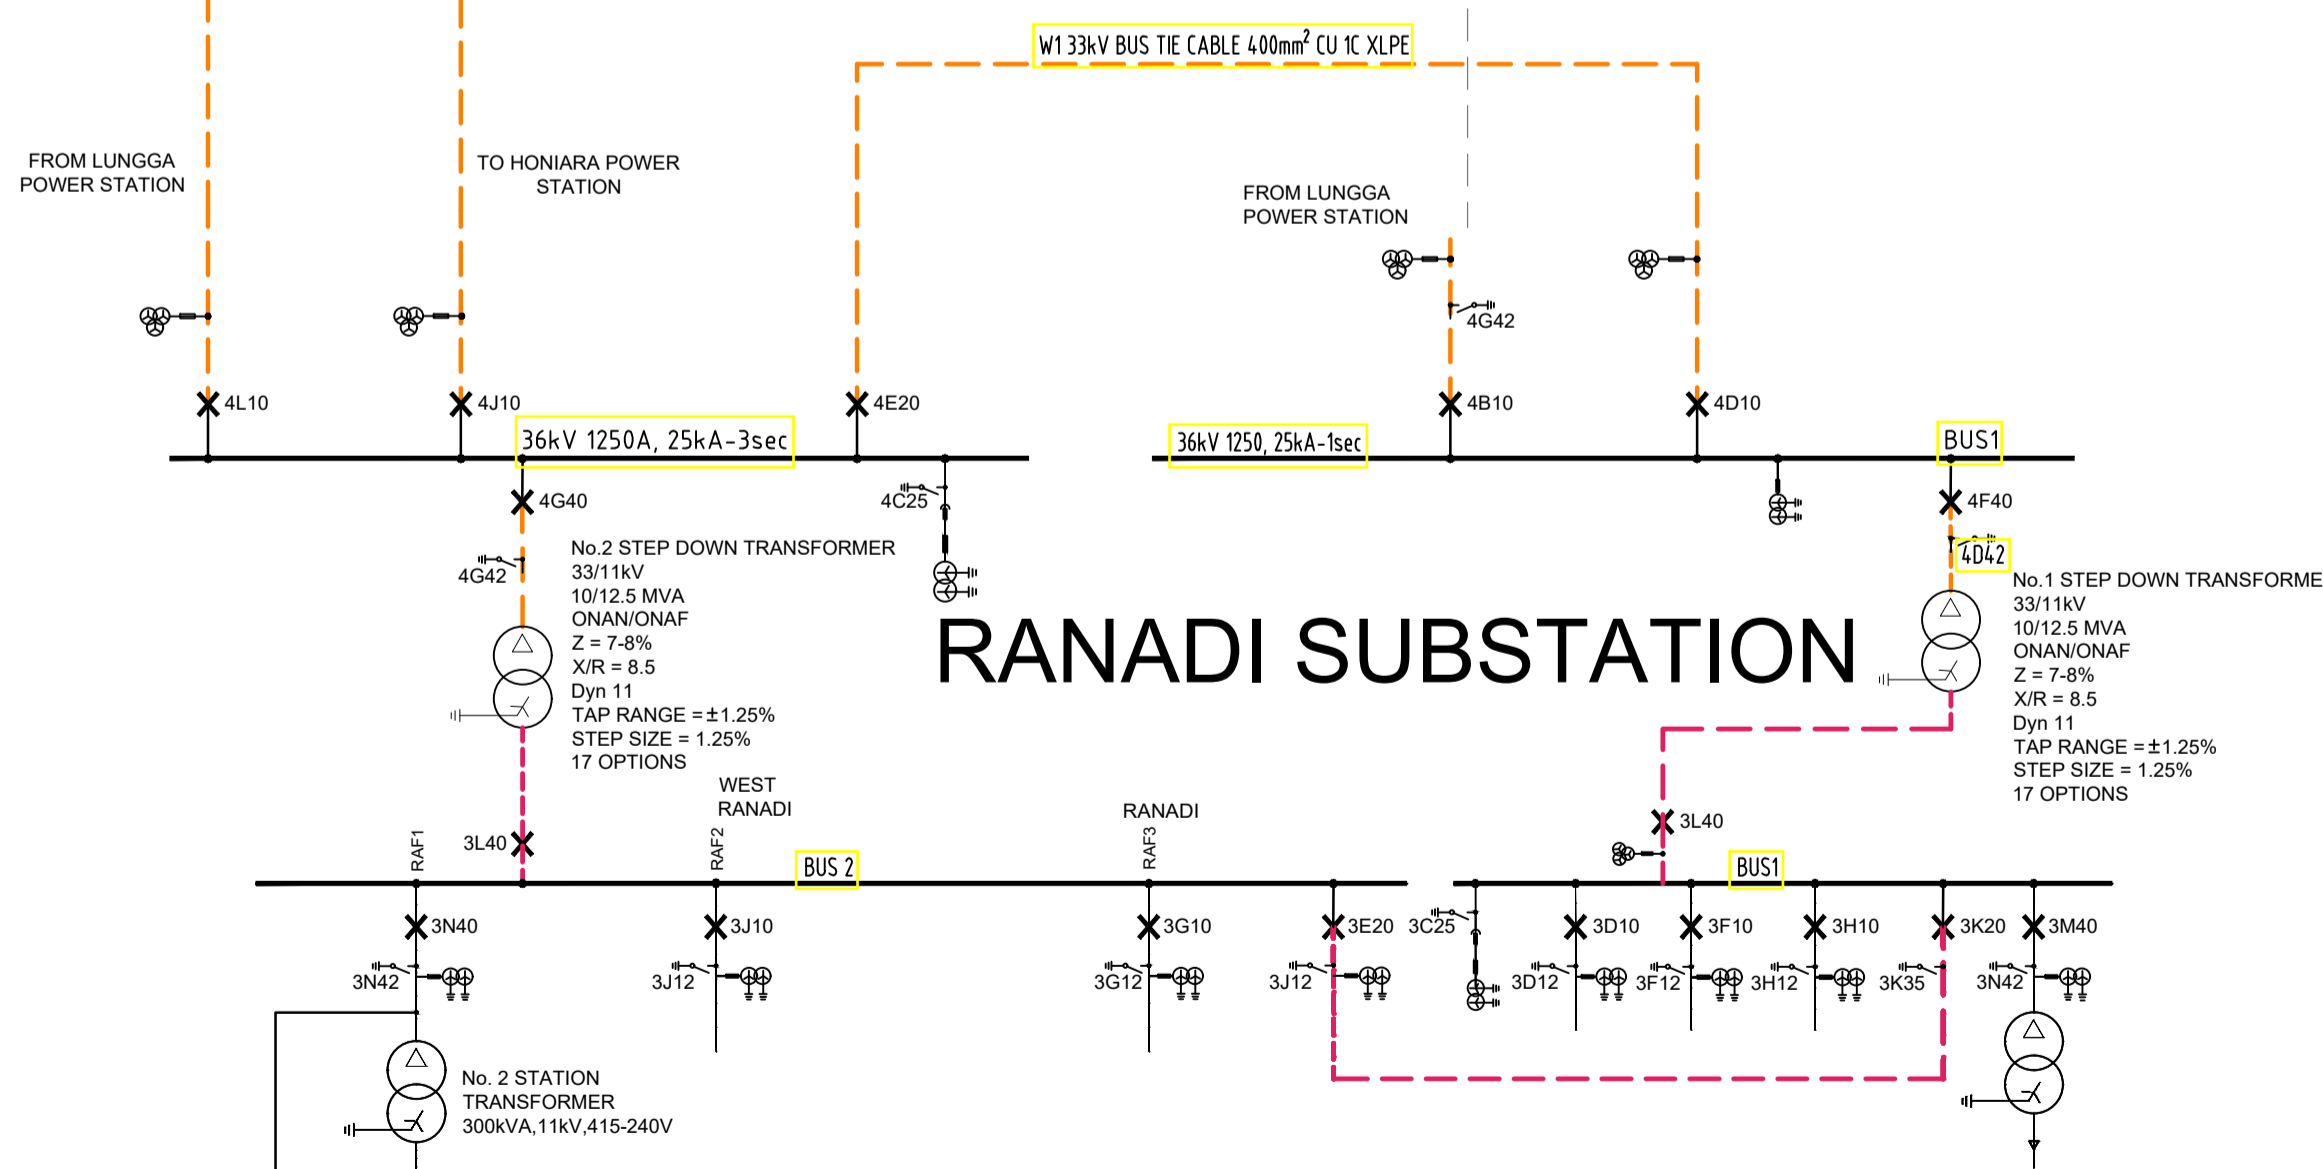 W1 33kV BUS TIE CABLE 400mm² CU 1C XLPE
FROM LUNGGA
POWER STATION
TO HONIARA POWER
STATION
FROM LUNGGA
POWER STATION
4G42
4L10
4J10
4E20
4B10
4D10
36kV 1250A, 25kA-3sec
36kV 1250, 25kA-1sec
BUS1
4G40
4C25
4F40
4G42
4D42
No.2 STEP DOWN TRANSFORMER
33/11kV
10/12.5 MVA
ONAN/ONAF
Z = 7-8%
X/R = 8.5
Dyn 11
TAP RANGE =±1.25%
STEP SIZE = 1.25%
17 OPTIONS
RANADI SUBSTATION
No.1 STEP DOWN TRANSFORME
33/11kV
10/12.5 MVA
ONAN/ONAF
Z = 7-8%
X/R = 8.5
Dyn 11
TAP RANGE =±1.25%
STEP SIZE = 1.25%
17 OPTIONS
WEST
RANADI
RANADI
RAF1
3L40
RAF2
BUS 2
RAF3
3L40
BUS1
3N40
3J10
3G10
3E20
3C25
3D10
3F10
3H10
3K20
3M40
3N42
3J12
3G12
3J12
3D12
3F12
3H12
3K35
3N42
No. 2 STATION
TRANSFORMER
300kVA,11kV,415-240V